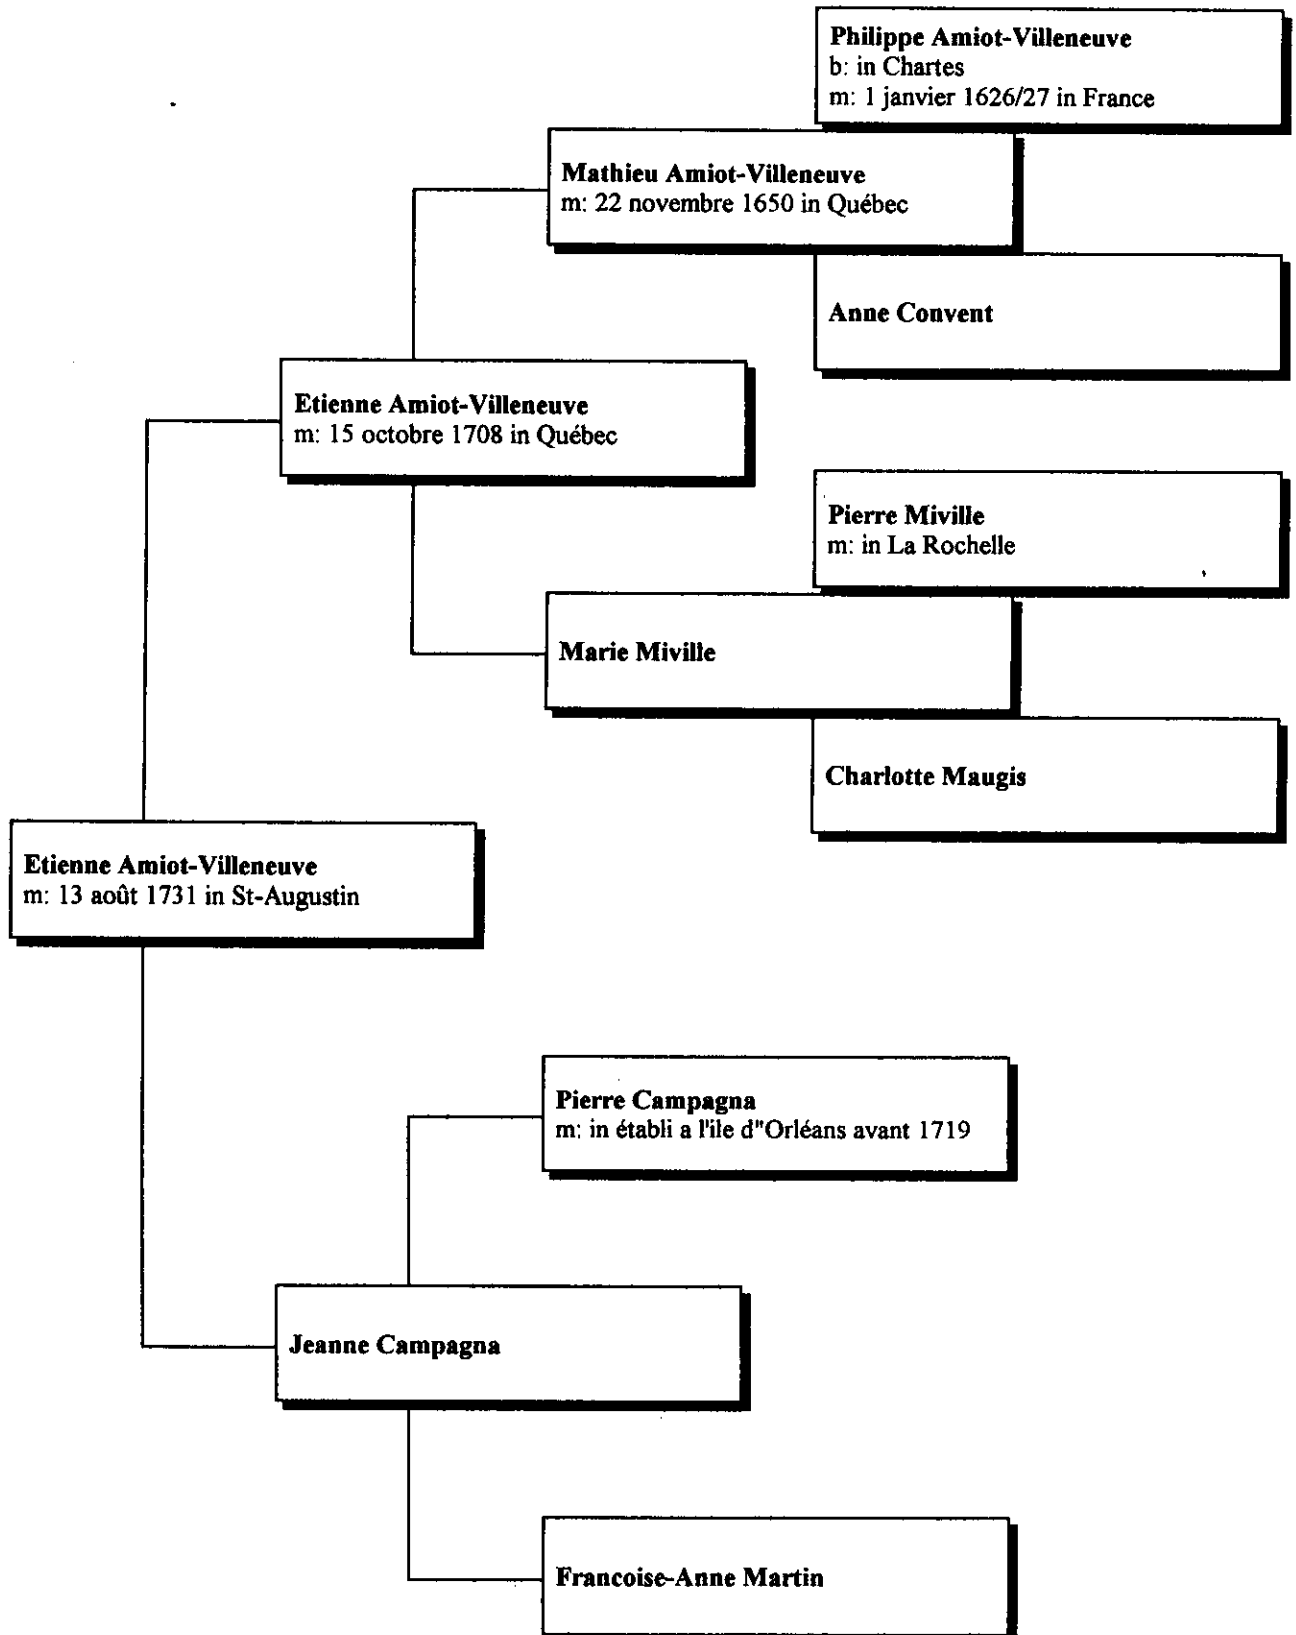 Philippe Amiot-Villeneuve
b: in Chartes
m: 1 janvier 1626/27 in France
Mathieu Amiot-Villeneuve
m: 22 novembre 1650 in Québec
Anne Convent
Etienne Amiot-Villeneuve
m: 15 octobre 1708 in Québec
Pierre Miville
m: in La Rochelle
Marie Miville
Charlotte Maugis
Etienne Amiot-Villeneuve
m: 13 août 1731 in St-Augustin
Pierre Campagna
m: in établi a l'ile d"Orléans avant 1719
Jeanne Campagna
Francoise-Anne Martin